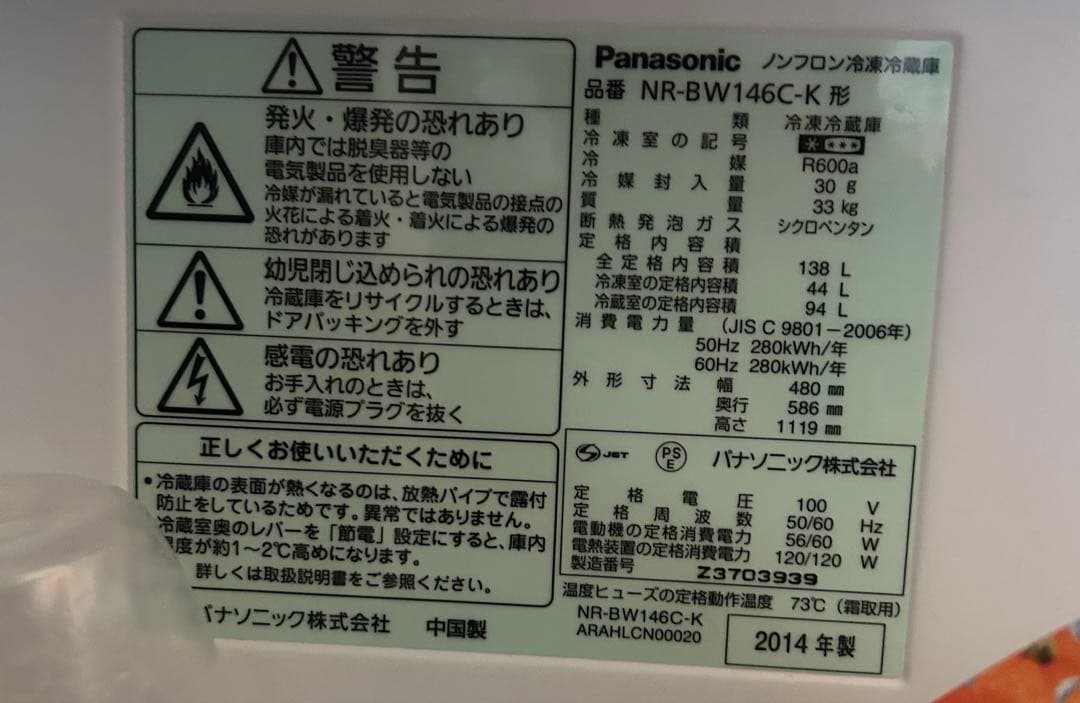 警告
発火・爆発の恐れあり
庫内では脱臭器等の
電気製品を使用しない
冷媒が漏れていると電気製品の接点の
火花による着火・着火による爆発の
恐れがあります
幼児閉じ込められの恐れあり
冷蔵庫をリサイクルするときは、
ドアパッキングを外す
感電の恐れあり
お手入れのときは、
必ず電源プラグを抜く
正しくお使いいただくために
•冷蔵庫の表面が熱くなるのは、放熱パイプで露付
防止をしているためです。異常ではありません。
冷蔵室奥のレバーを「節電」設定にすると、庫内
温度が約1~2℃高めになります。
詳しくは取扱説明書をご参照ください。
パナソニック株式会社 中国製
Panasonic ノンフロン冷凍冷蔵庫
品番 NR-BW146C-K 形
種類 冷凍冷蔵庫
冷凍室の記号 * ***
冷媒 R600a
冷媒封入量 30 g
質量 33 kg
断熱発泡ガス シクロペンタン
定格内容積
全定格内容積 138 L
冷凍室の定格内容積 44 L
冷蔵室の定格内容積 94 L
消費電力量 (JIS C 9801-2006年)
50Hz 280kWh/年
60Hz 280kWh/年
外形寸法 幅 480 mm
奥行 586 mm
高さ 1119 mm
JET PSE パナソニック株式会社
定格電圧 100 V
定格周波数 50/60 Hz
電動機の定格消費電力 56/60 W
電熱装置の定格消費電力 120/120 W
製造番号 Z3703939
温度ヒューズの定格動作温度 73℃(霜取用)
NR-BW146C-K
ARAHLCN00020
2014年製